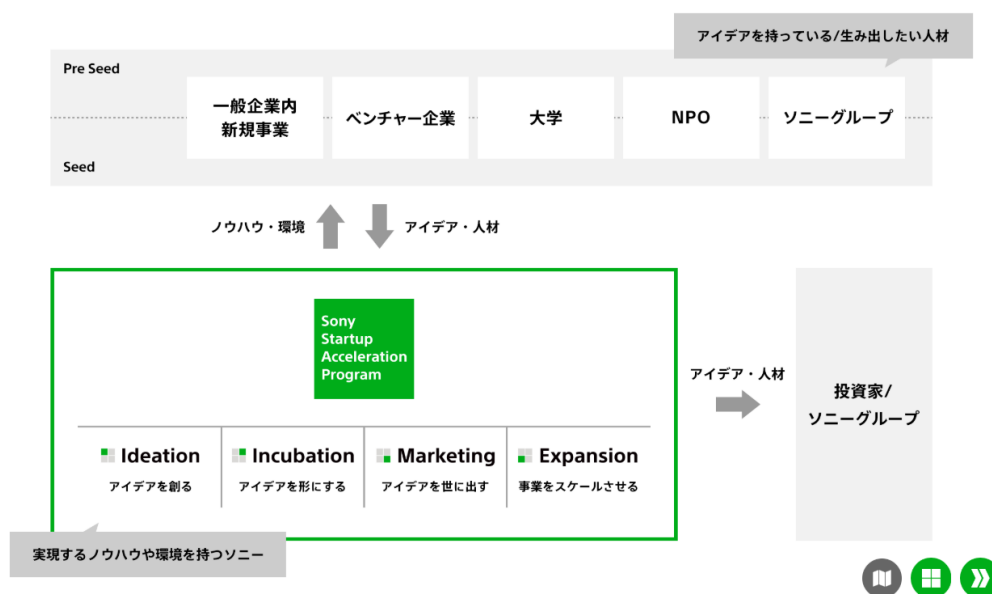 アイデアを持っている/生み出したい人材
Pre Seed
一般企業内
新規事業
ベンチャー企業
大学
NPO
ソニーグループ
Seed
ノウハウ・環境
アイデア・人材
Sony
Startup
Acceleration
Program
アイデア・人材
投資家/
ソニーグループ
Ideation
アイデアを創る
Incubation
アイデアを形にする
Marketing
アイデアを世に出す
Expansion
事業をスケールさせる
実現するノウハウや環境を持つソニー